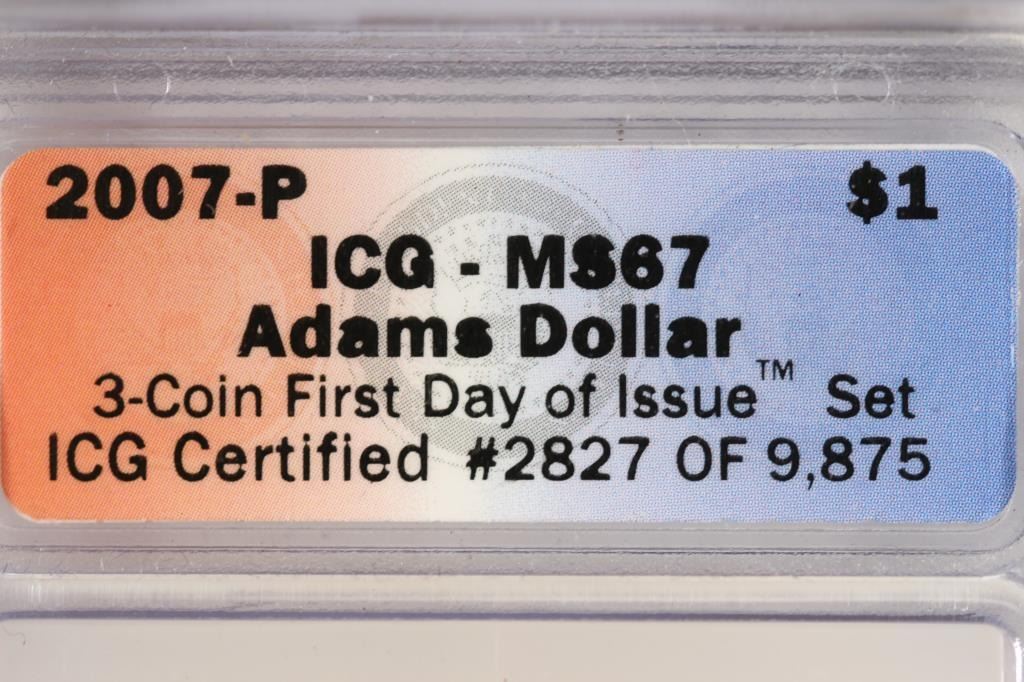 2007-P $1
ICG - MS67
Adams Dollar
3-Coin First Day of Issue™ Set
ICG Certified #2827 OF 9,875